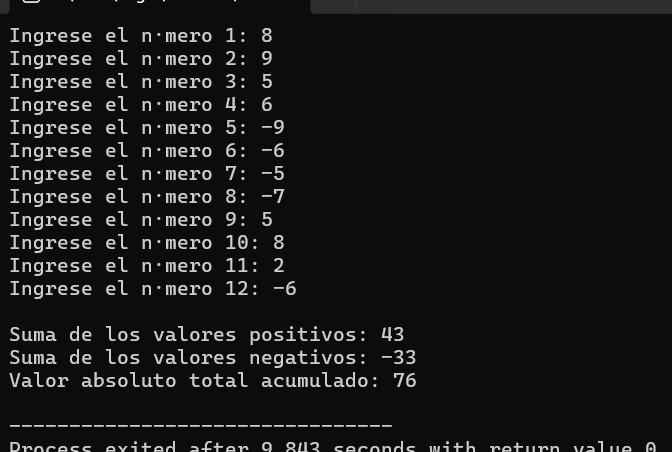 Ingrese el n·mero 1: 8
Ingrese el n·mero 2: 9
Ingrese el n·mero 3: 5
Ingrese el n·mero 4: 6
Ingrese el n·mero 5: -9
Ingrese el n·mero 6: -6
Ingrese el n·mero 7: -5
Ingrese el n·mero 8: -7
Ingrese el n·mero 9: 5
Ingrese el n·mero 10: 8
Ingrese el n·mero 11: 2
Ingrese el n·mero 12: -6
Suma de los valores positivos: 43
Suma de los valores negativos: -33
Valor absoluto total acumulado: 76
--------------------------------
Process exited after 9.843 seconds with return value 0